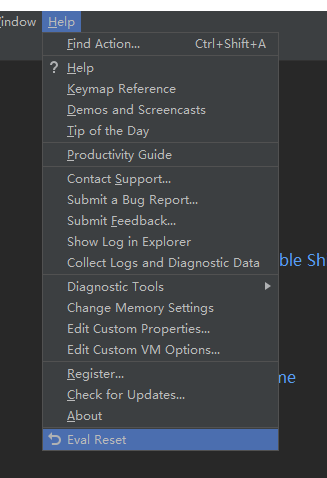 indow Help
Find Action... Ctrl+Shift+A
? Help
Keymap Reference
Demos and Screencasts
Tip of the Day
Productivity Guide
Contact Support...
Submit a Bug Report...
Submit Feedback...
Show Log in Explorer
Collect Logs and Diagnostic Data
ble Sh
Diagnostic Tools
Change Memory Settings
Edit Custom Properties...
Edit Custom VM Options...
Register...
ne
Check for Updates...
About
Eval Reset